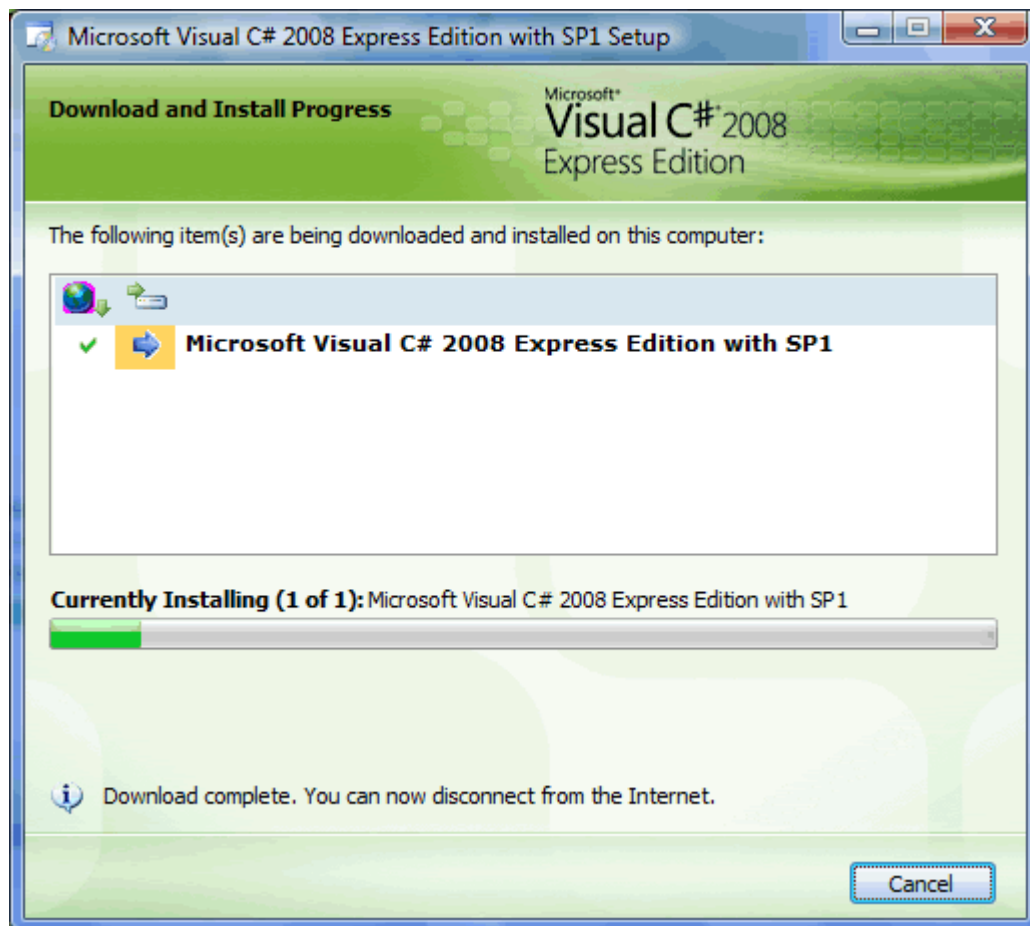 Microsoft Visual C# 2008 Express Edition with SP1 Setup
Download and Install Progress
Microsoft®
Visual C# 2008
Express Edition
The following item(s) are being downloaded and installed on this computer:
Microsoft Visual C# 2008 Express Edition with SP1
Currently Installing (1 of 1): Microsoft Visual C# 2008 Express Edition with SP1
Download complete. You can now disconnect from the Internet.
Cancel